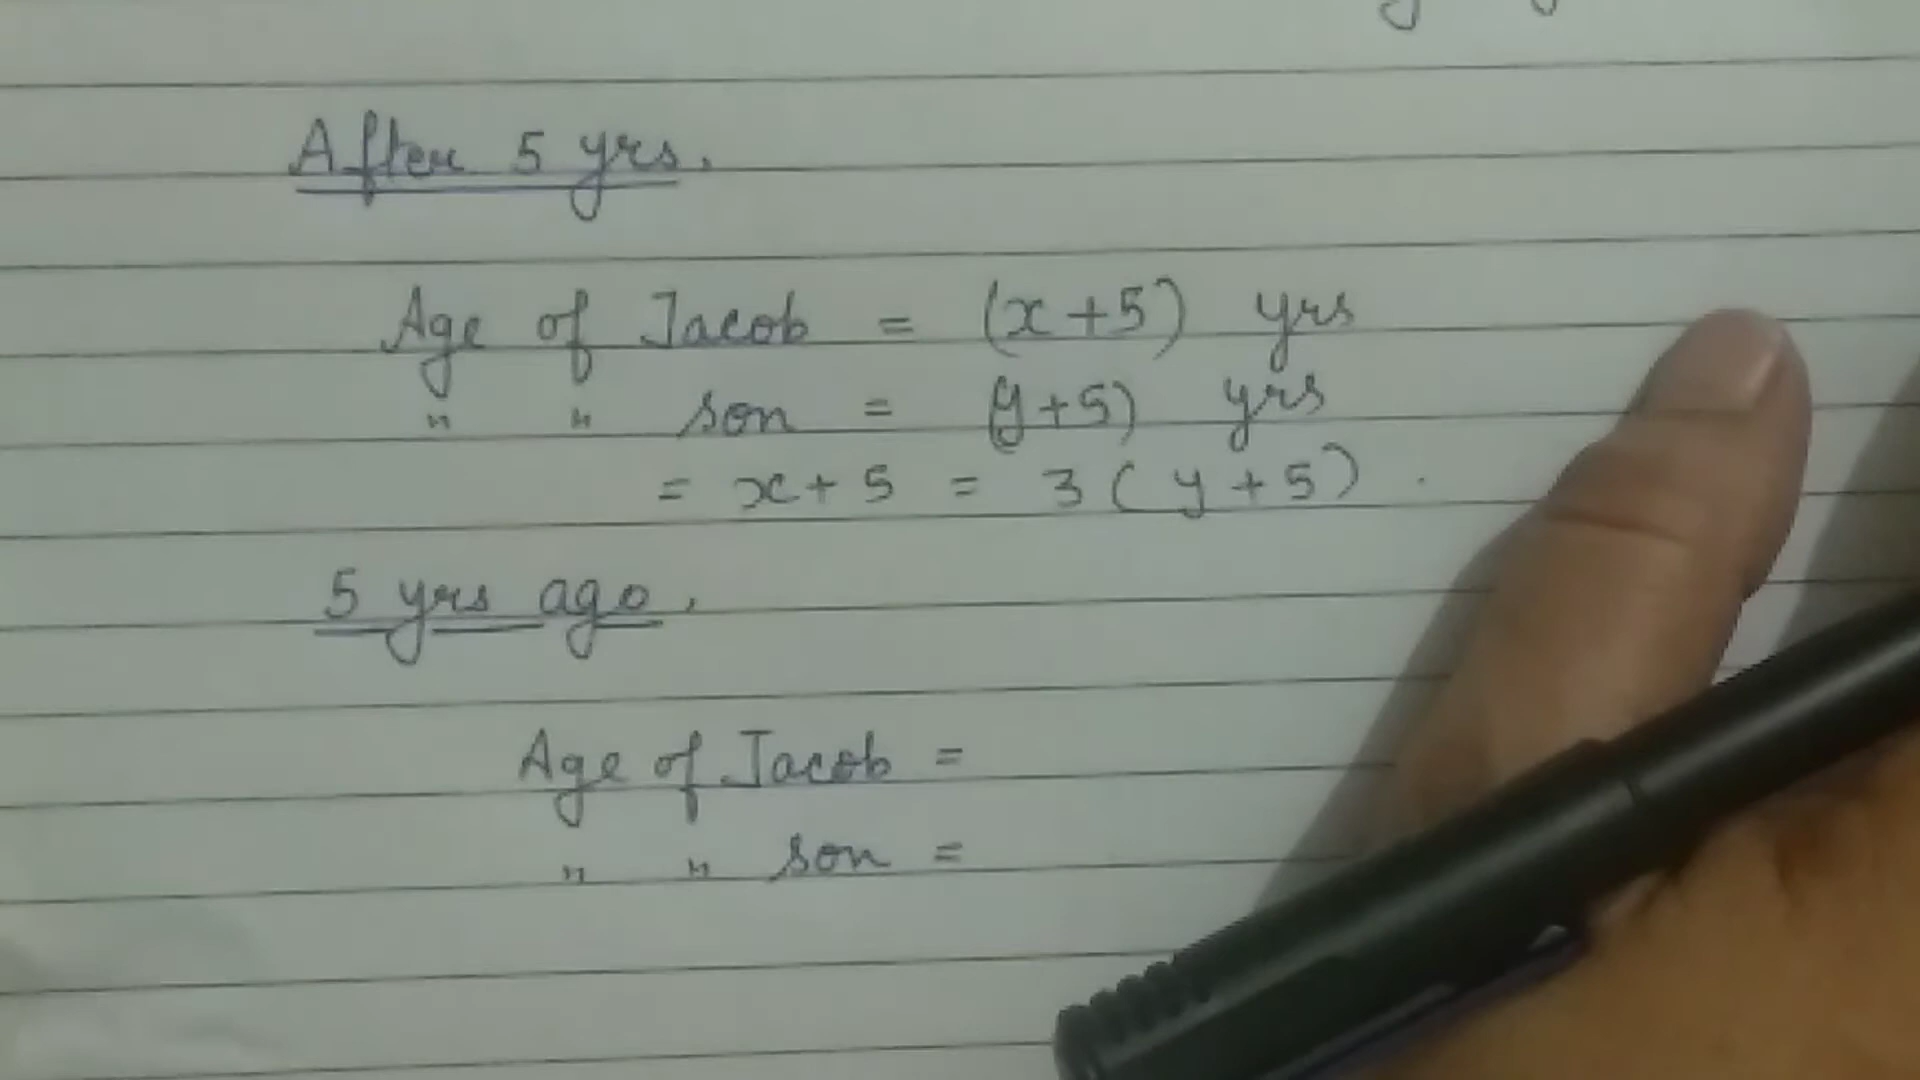 After 5 yrs.
Age of Jacob = (x+5) yrs
" " son = (y+5) yrs
= x+5 = 3(y+5).
5 yrs ago.
Age of Jacob =
" " son =